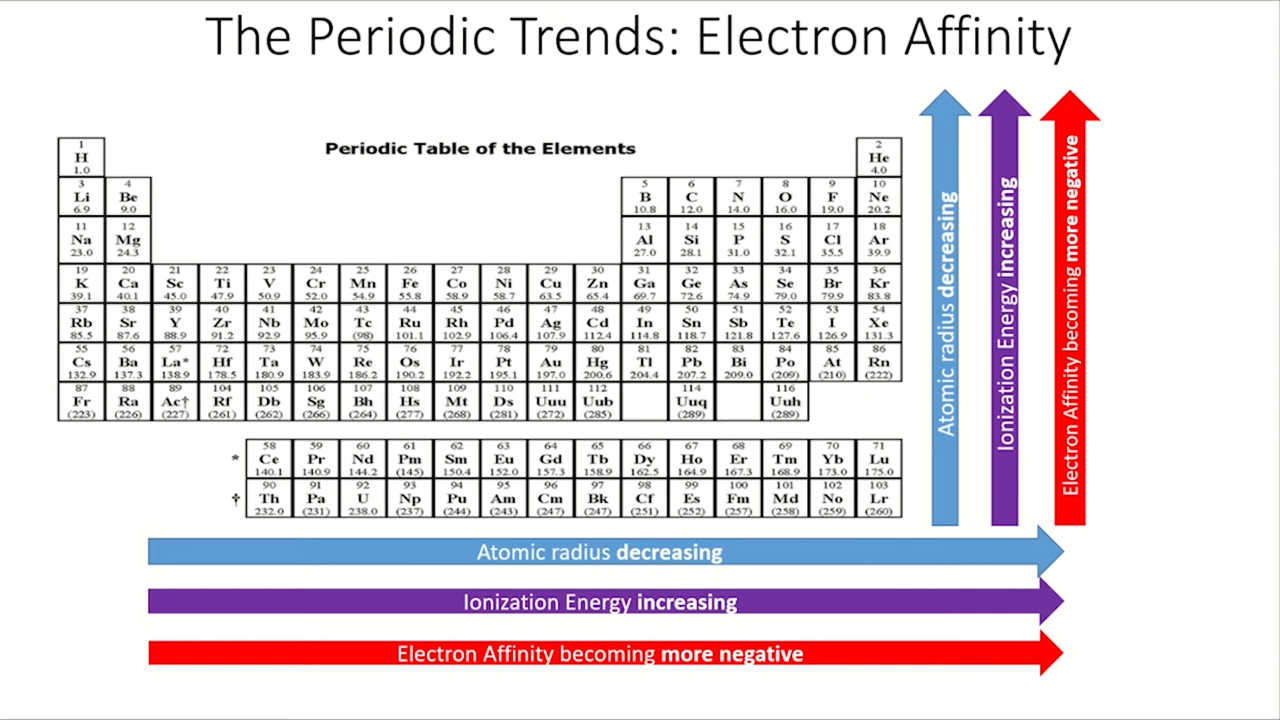 The Periodic Trends: Electron Affinity
Periodic Table of the Elements
1 2
H He
1.0 4.0
3 4 5 6 7 8 9 10
Li Be B C N O F Ne
6.9 9.0 10.8 12.0 14.0 16.0 19.0 20.2
11 12 13 14 15 16 17 18
Na Mg Al Si P S Cl Ar
23.0 24.3 27.0 28.1 31.0 32.1 35.5 39.9
19 20 21 22 23 24 25 26 27 28 29 30 31 32 33 34 35 36
K Ca Sc Ti V Cr Mn Fe Co Ni Cu Zn Ga Ge As Se Br Kr
39.1 40.1 45.0 47.9 50.9 52.0 54.9 55.8 58.9 58.7 63.5 65.4 69.7 72.6 74.9 79.0 79.9 83.8
37 38 39 40 41 42 43 44 45 46 47 48 49 50 51 52 53 54
Rb Sr Y Zr Nb Mo Tc Ru Rh Pd Ag Cd In Sn Sb Te I Xe
85.5 87.6 88.9 91.2 92.9 95.9 (98) 101.1 102.9 106.4 107.9 112.4 114.8 118.7 121.8 127.6 126.9 131.3
55 56 57 72 73 74 75 76 77 78 79 80 81 82 83 84 85 86
Cs Ba La* Hf Ta W Re Os Ir Pt Au Hg Tl Pb Bi Po At Rn
132.9 137.3 138.9 178.5 180.9 183.9 186.2 190.2 192.2 195.1 197.0 200.6 204.4 207.2 209.0 (209) (210) (222)
87 88 89 104 105 106 107 108 109 110 111 112 114 116
Fr Ra Ac† Rf Db Sg Bh Hs Mt Ds Uuu Uub Uuq Uuh
(223) (226) (227) (261) (262) (266) (264) (277) (268) (281) (272) (285) (289) (289)
58 59 60 61 62 63 64 65 66 67 68 69 70 71
* Ce Pr Nd Pm Sm Eu Gd Tb Dy Ho Er Tm Yb Lu
140.1 140.9 144.2 (145) 150.4 152.0 157.3 158.9 162.5 164.9 167.3 168.9 173.0 175.0
90 91 92 93 94 95 96 97 98 99 100 101 102 103
† Th Pa U Np Pu Am Cm Bk Cf Es Fm Md No Lr
232.0 (231) 238.0 (237) (244) (243) (247) (247) (251) (252) (257) (258) (259) (260)
Atomic radius decreasing
Ionization Energy increasing
Electron Affinity becoming more negative
Atomic radius decreasing
Ionization Energy increasing
Electron Affinity becoming more negative